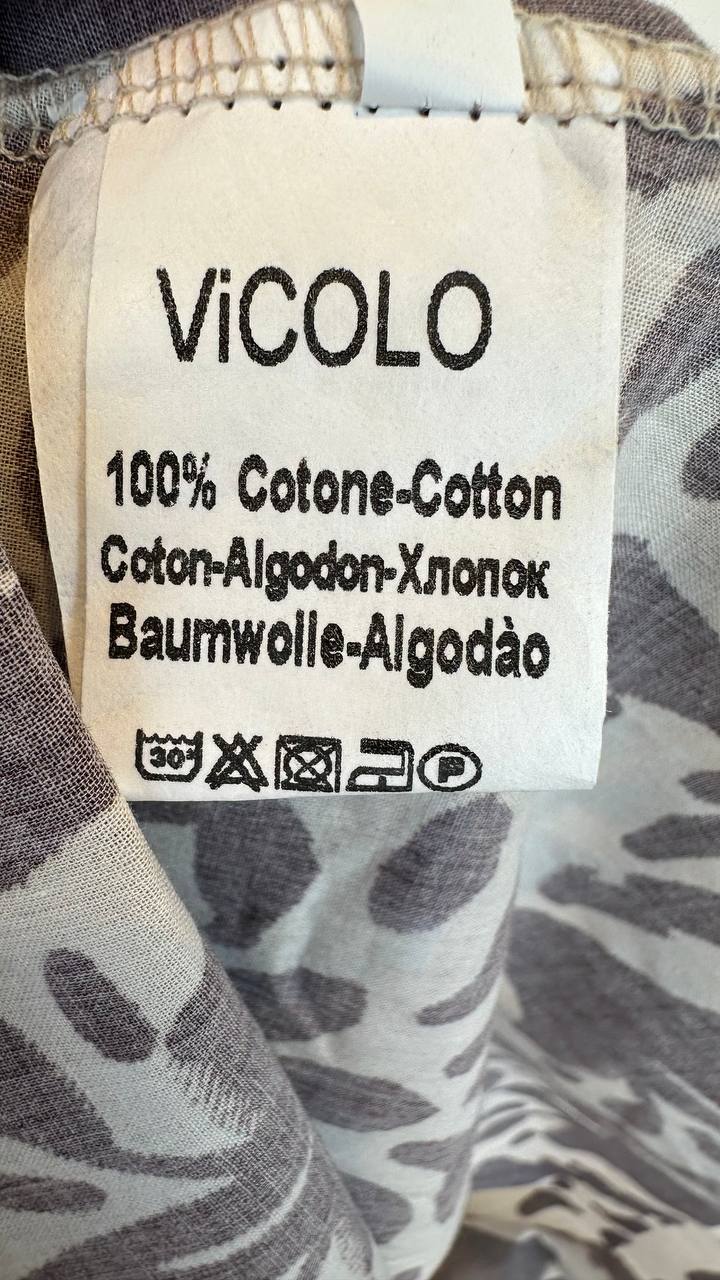 ViCOLO
100% Cotone-Cotton
Coton-Algodon-Хлопок
Baumwolle-Algodào
30° P